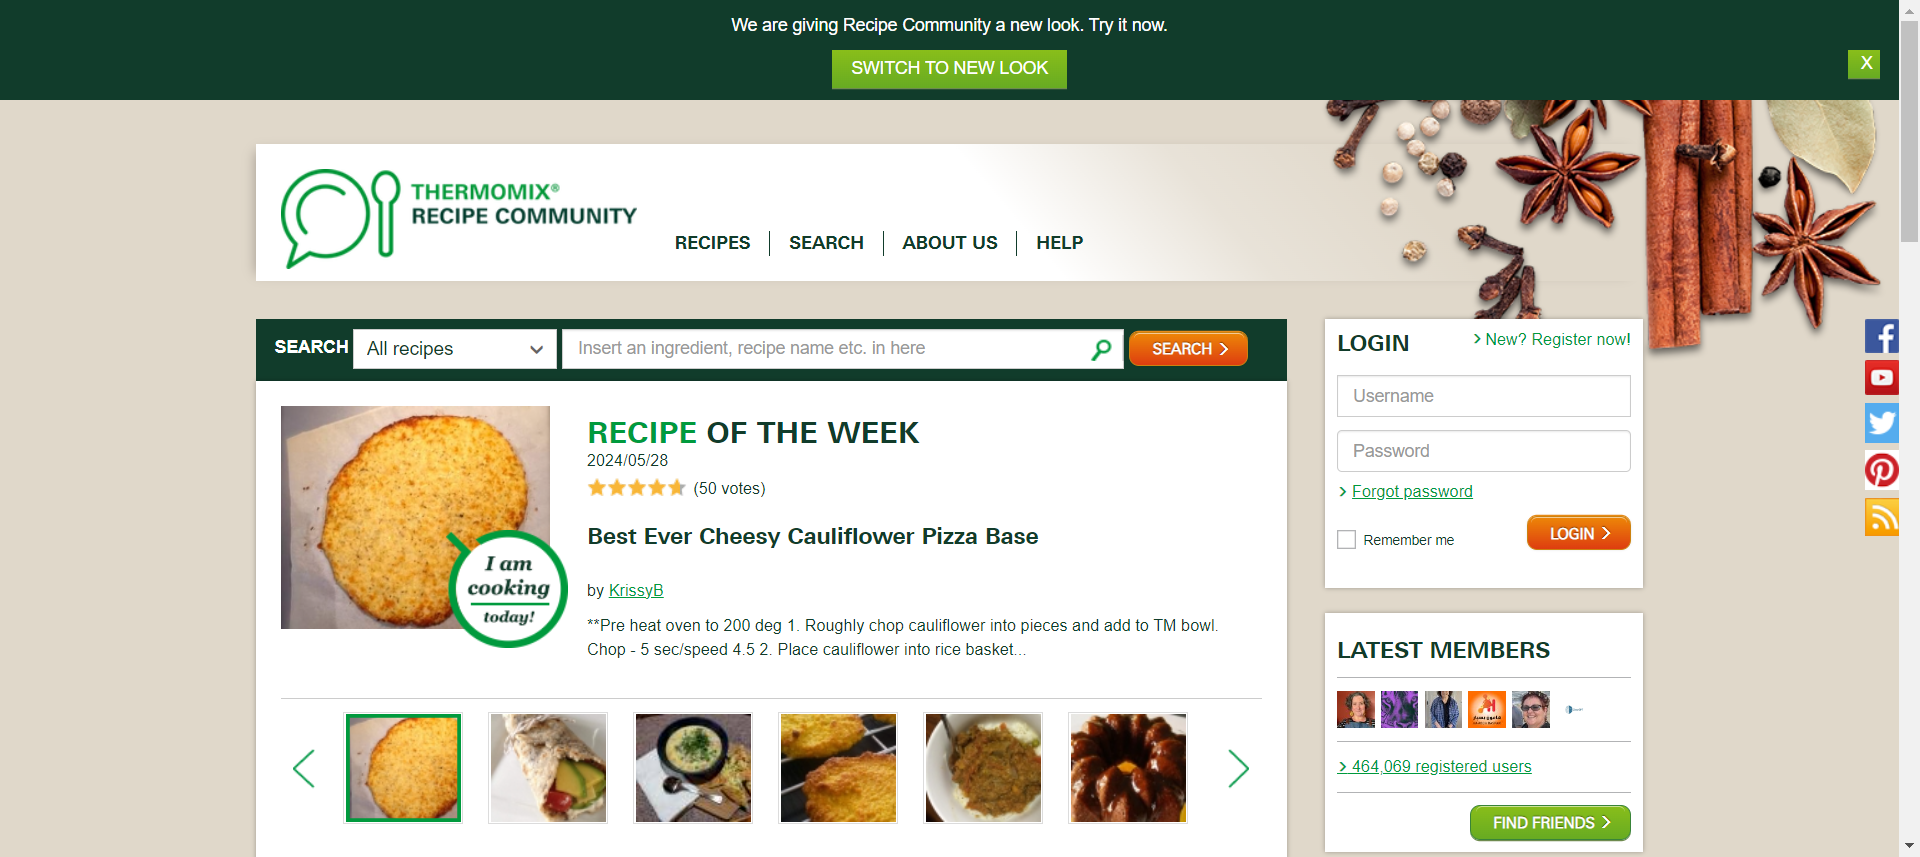 We are giving Recipe Community a new look. Try it now.
SWITCH TO NEW LOOK
X
THERMOMIX®
RECIPE COMMUNITY
RECIPES
SEARCH
ABOUT US
HELP
SEARCH
All recipes
Insert an ingredient, recipe name etc. in here
SEARCH
RECIPE OF THE WEEK
2024/05/28
(50 votes)
Best Ever Cheesy Cauliflower Pizza Base
by KrissyB
**Pre heat oven to 200 deg 1. Roughly chop cauliflower into pieces and add to TM bowl.
Chop - 5 sec/speed 4.5 2. Place cauliflower into rice basket...
I am
cooking
today!
LOGIN
New? Register now!
Username
Password
Forgot password
Remember me
LOGIN
LATEST MEMBERS
464,069 registered users
FIND FRIENDS